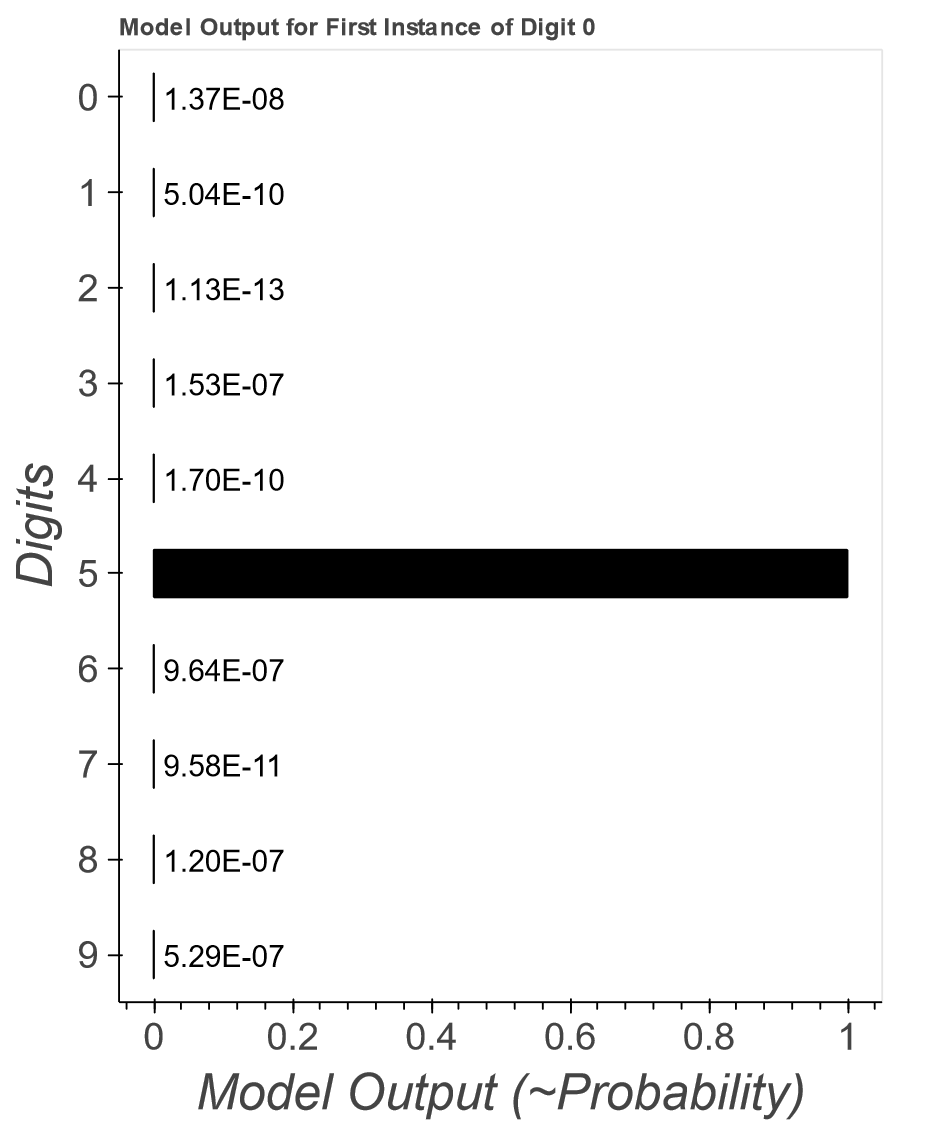 Model Output for First Instance of Digit 0
0 1.37E-08
1 5.04E-10
2 1.13E-13
3 1.53E-07
4 1.70E-10
Digits
5
6 9.64E-07
7 9.58E-11
8 1.20E-07
9 5.29E-07
0 0.2 0.4 0.6 0.8 1
Model Output (~Probability)